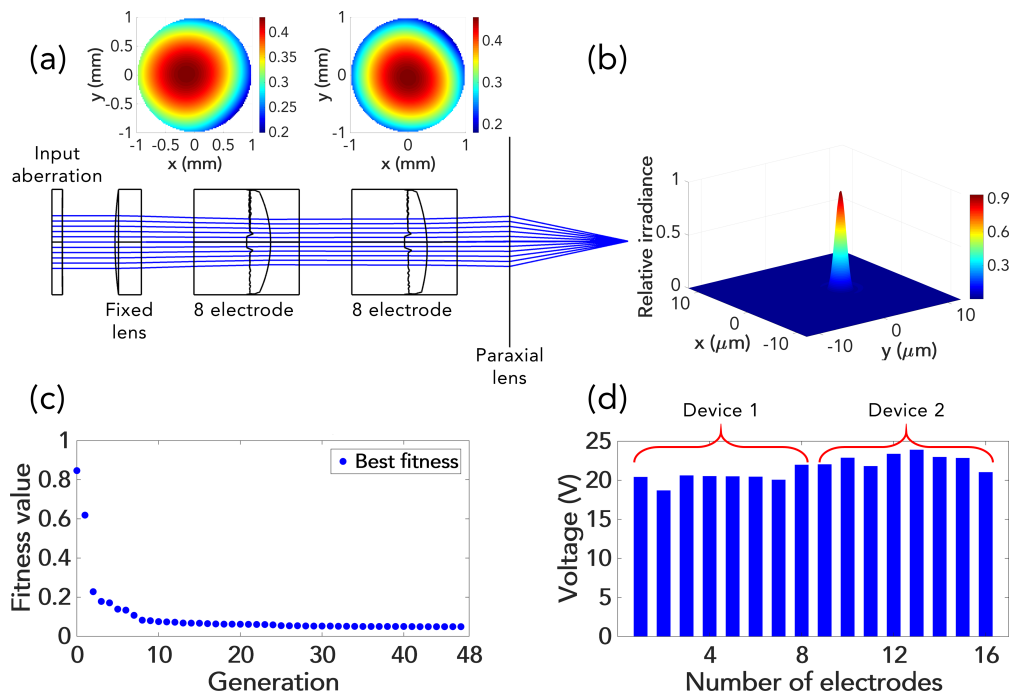 (a)
1
0.5
0
-0.5
-1
y (mm)
-1 -0.5 0 0.5 1
x (mm)
0.4
0.35
0.3
0.25
0.2
1
0
-1
y (mm)
-1 0 1
x (mm)
0.4
0.3
0.2
Input
aberration
Fixed
lens
8 electrode
8 electrode
Paraxial
lens
(b)
Relative irradiance
1
0.5
0
10
0
-10
x (μm)
-10
0
10
y (μm)
0.9
0.6
0.3
(c)
Fitness value
1
0.8
0.6
0.4
0.2
0
Best fitness
0 10 20 30 40 48
Generation
(d)
Device 1
Device 2
Voltage (V)
25
20
15
10
5
0
4 8 12 16
Number of electrodes